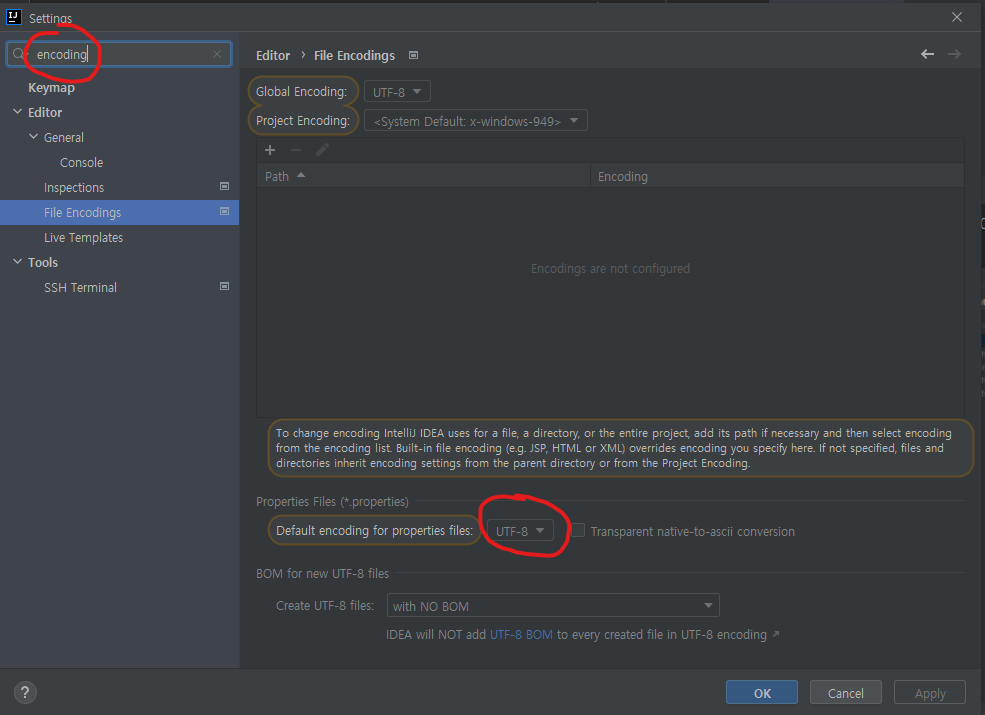 Settings
encoding
Keymap
Editor
General
Console
Inspections
File Encodings
Live Templates
Tools
SSH Terminal
Editor › File Encodings
Global Encoding: UTF-8
Project Encoding: <System Default: x-windows-949>
Path Encoding
Encodings are not configured
To change encoding IntelliJ IDEA uses for a file, a directory, or the entire project, add its path if necessary and then select encoding
from the encoding list. Built-in file encoding (e.g. JSP, HTML or XML) overrides encoding you specify here. If not specified, files and
directories inherit encoding settings from the parent directory or from the Project Encoding.
Properties Files (*.properties)
Default encoding for properties files: UTF-8 Transparent native-to-ascii conversion
BOM for new UTF-8 files
Create UTF-8 files: with NO BOM
IDEA will NOT add UTF-8 BOM to every created file in UTF-8 encoding ↗
? OK Cancel Apply